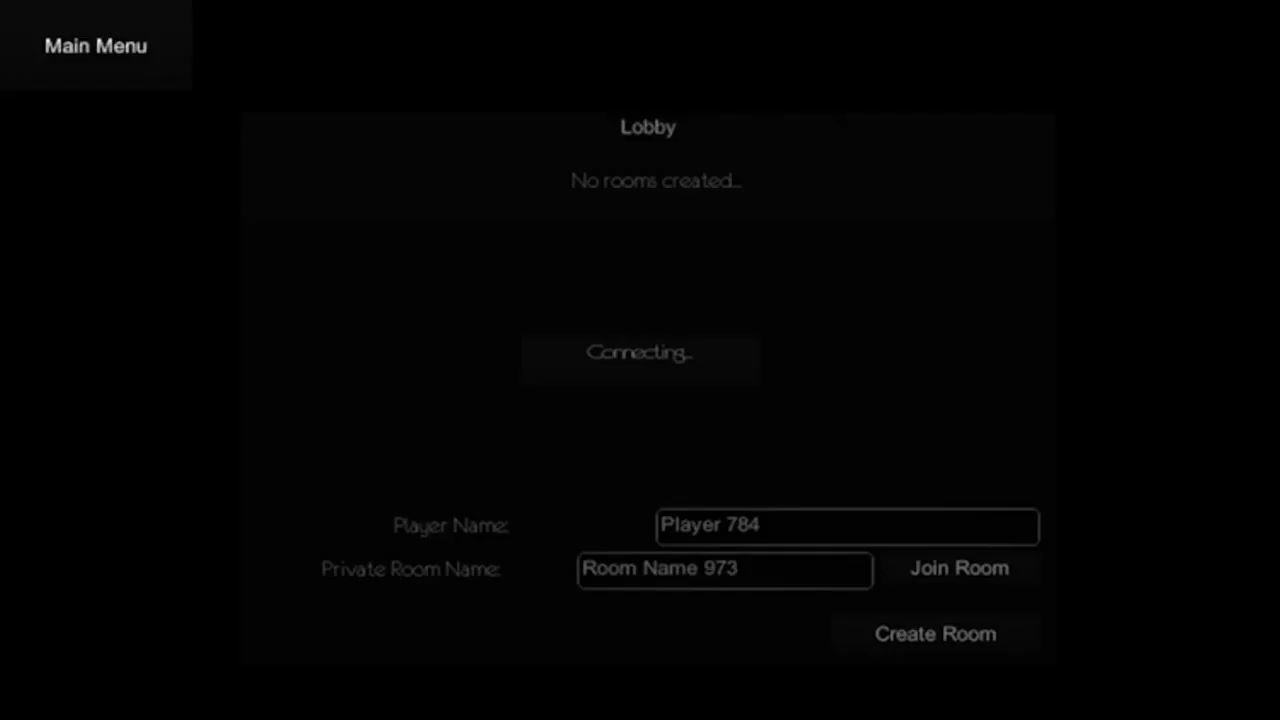 Main Menu
Lobby
No rooms created...
Connecting...
Player Name: Player 784
Private Room Name: Room Name 973 Join Room
Create Room